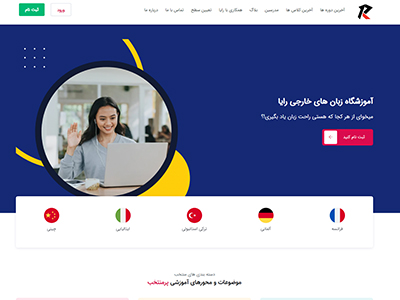 آخرین دوره ها
آخرین کلاس ها
مدرسین
بلاگ
همکاری با رایا
تعیین سطح
تماس با ما
درباره ما
ورود
ثبت نام
آموزشگاه زبان های خارجی رایا
میخوای از هر کجا که هستی راحت زبان یاد بگیری؟!
ثبت نام کنید
فرانسه
آلمانی
ترکی استانبولی
ایتالیایی
چینی
دسته بندی های منتخب
موضوعات و محورهای آموزشی پرمنتخب